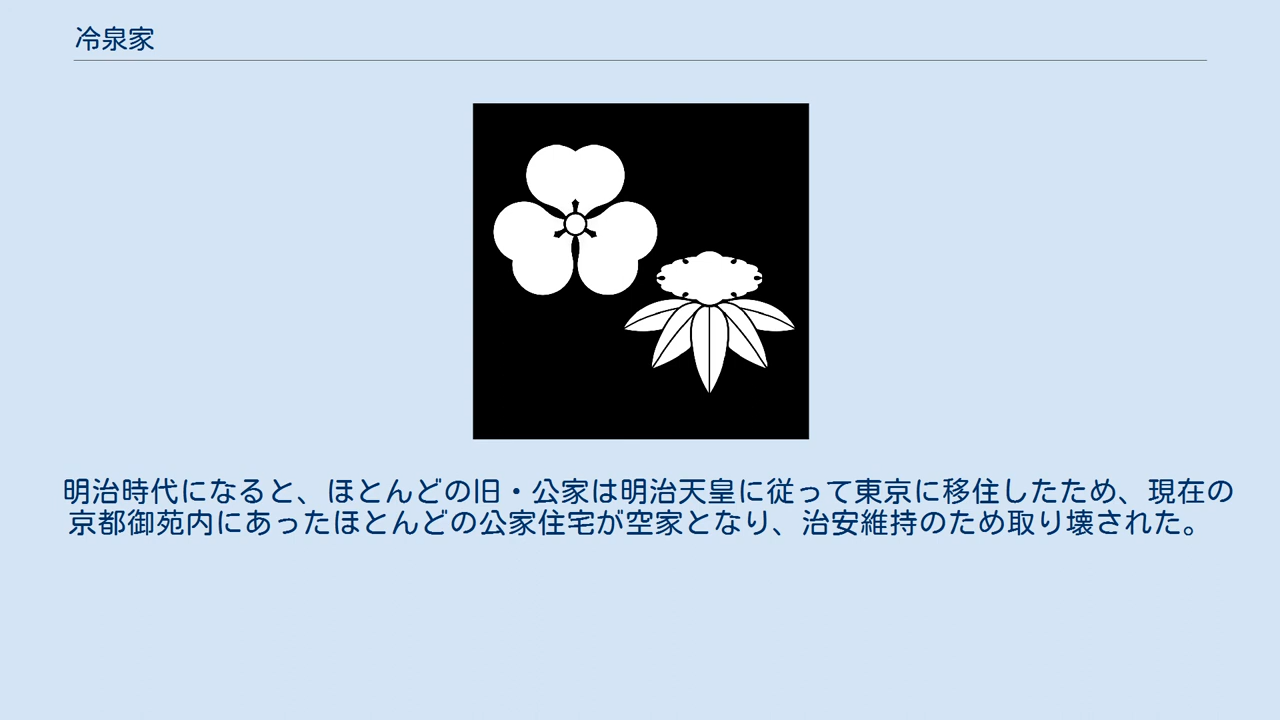 冷泉家
明治時代になると、ほとんどの旧・公家は明治天皇に従って東京に移住したため、現在の
京都御苑内にあったほとんどの公家住宅が空家となり、治安維持のため取り壊された。